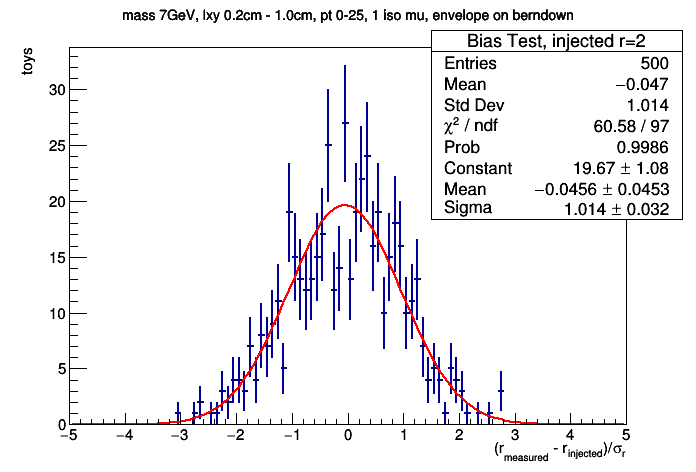 mass 7GeV, lxy 0.2cm - 1.0cm, pt 0-25, 1 iso mu, envelope on berndown
Bias Test, injected r=2
Entries 500
Mean −0.047
Std Dev 1.014
χ² / ndf 60.58 / 97
Prob 0.9986
Constant 19.67 ± 1.08
Mean −0.0456 ± 0.0453
Sigma 1.014 ± 0.032
toys
30
25
20
15
10
5
0
−5 −4 −3 −2 −1 0 1 2 3 4 5
(r_measured - r_injected)/σ_r